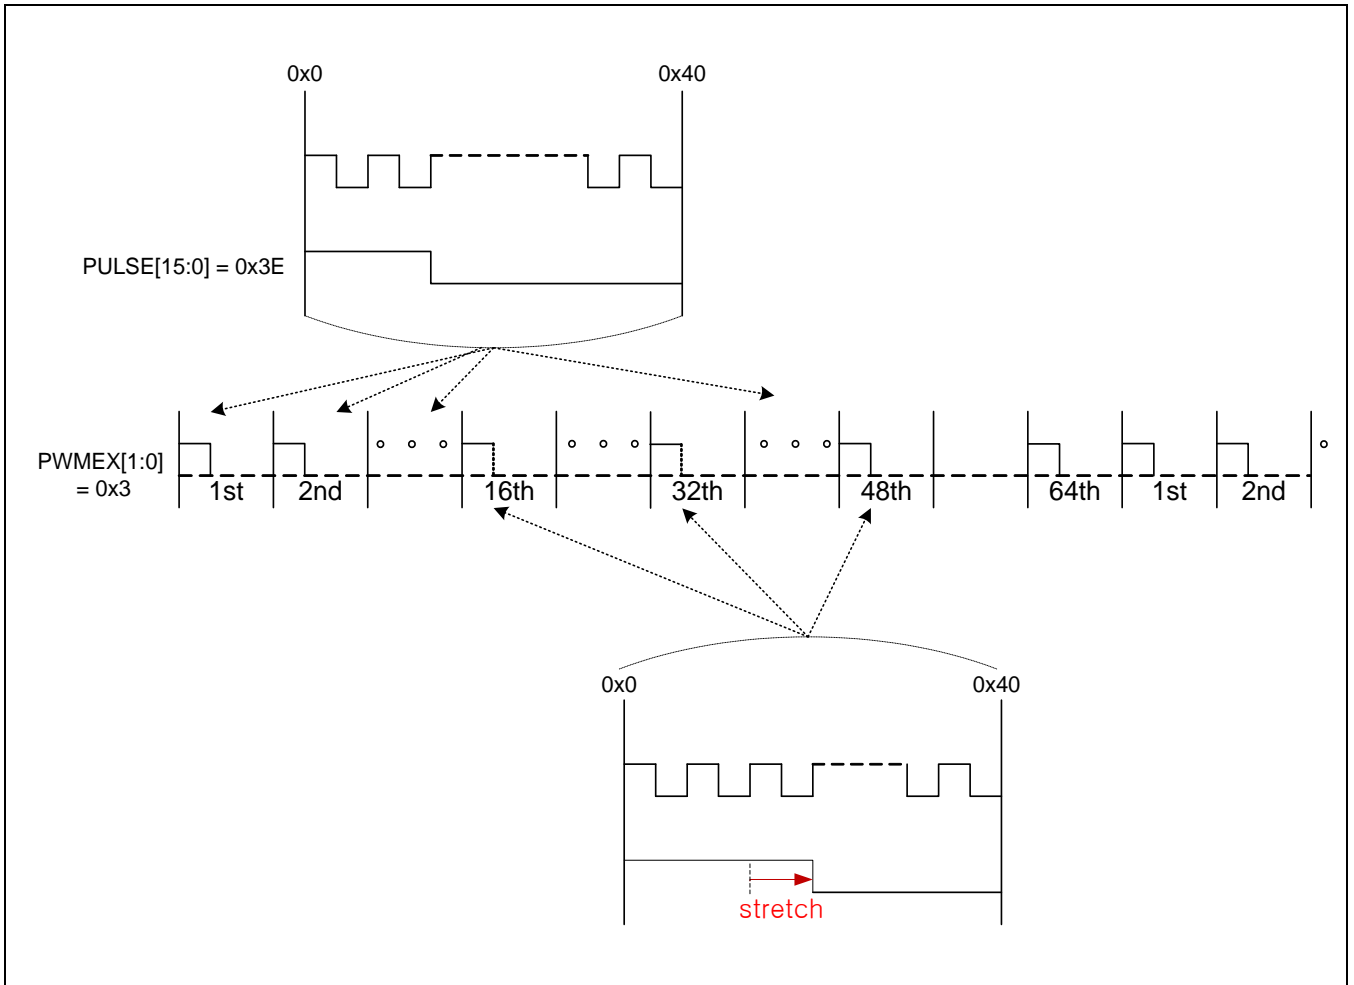 0x0
0x40
PULSE[15:0] = 0x3E
PWMEX[1:0]
= 0x3
1st
2nd
16th
32th
48th
64th
1st
2nd
0x0
0x40
stretch